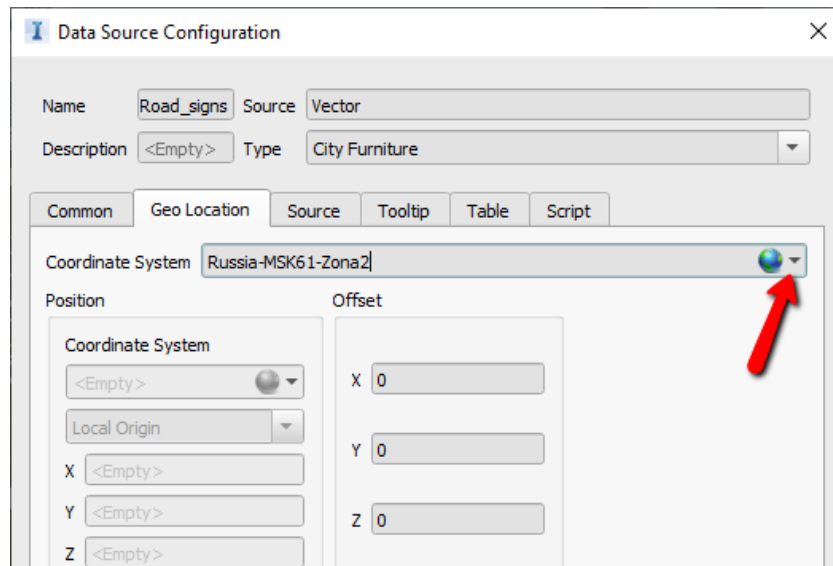 Data Source Configuration
Name Road_signs Source Vector
Description <Empty> Type City Furniture
Common Geo Location Source Tooltip Table Script
Coordinate System Russia-MSK61-Zona2
Position Offset
Coordinate System
<Empty>
X 0
Local Origin
Y 0
X <Empty>
Y <Empty>
Z 0
Z <Empty>